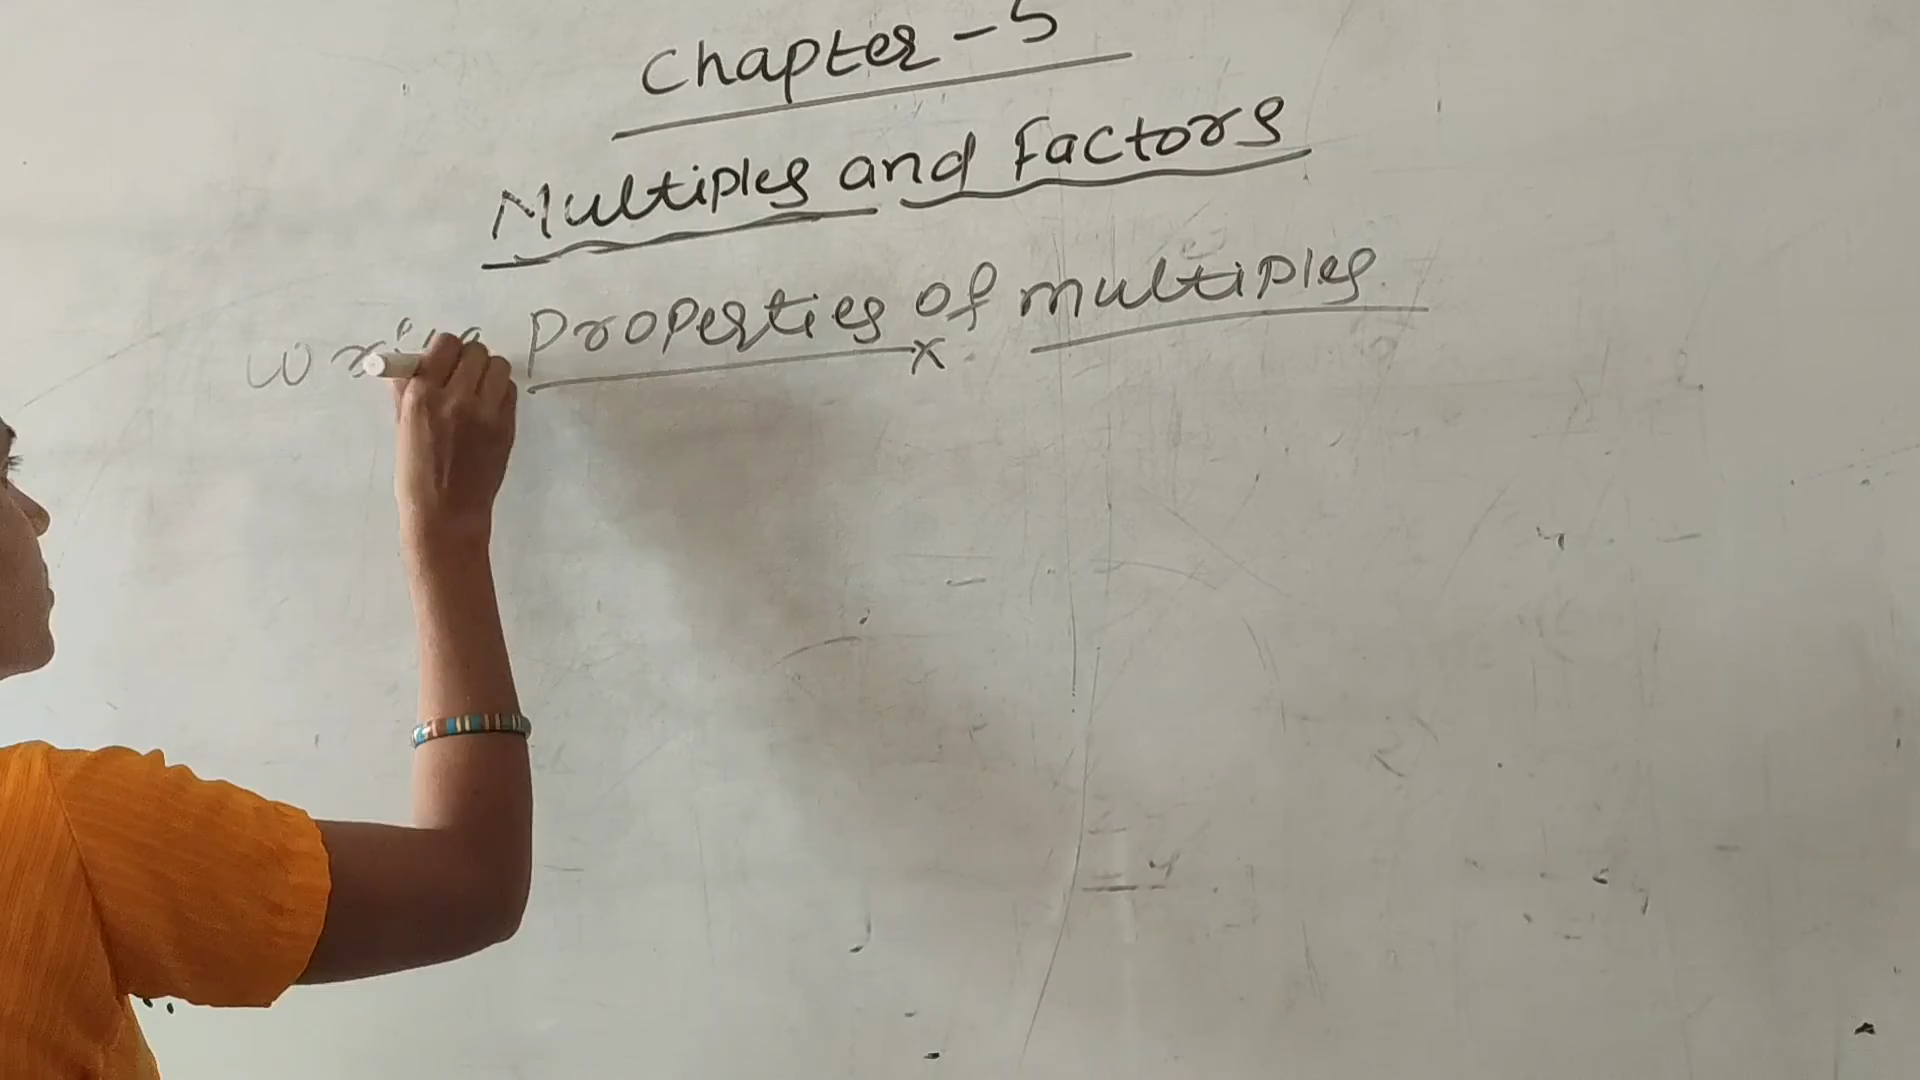 Chapter - 5
Multiples and Factors
Properties of multiples
x